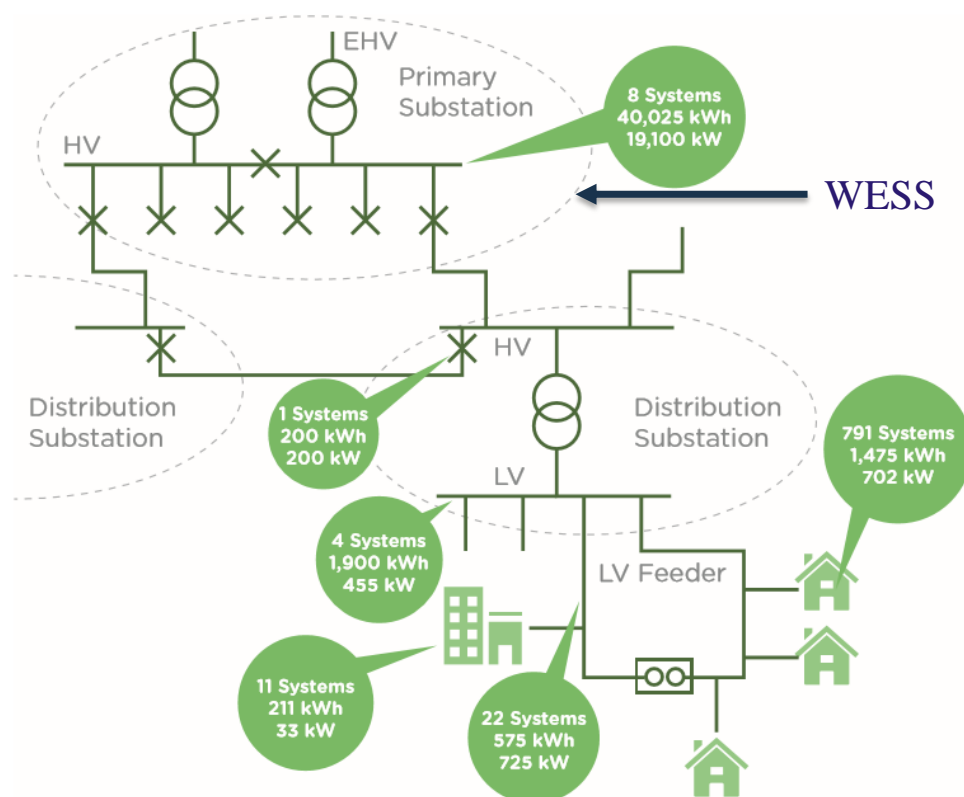 EHV
Primary
Substation
8 Systems
40,025 kWh
19,100 kW
HV
WESS
HV
Distribution
Substation
1 Systems
200 kWh
200 kW
Distribution
Substation
791 Systems
1,475 kWh
702 kW
LV
4 Systems
1,900 kWh
455 kW
LV Feeder
11 Systems
211 kWh
33 kW
22 Systems
575 kWh
725 kW